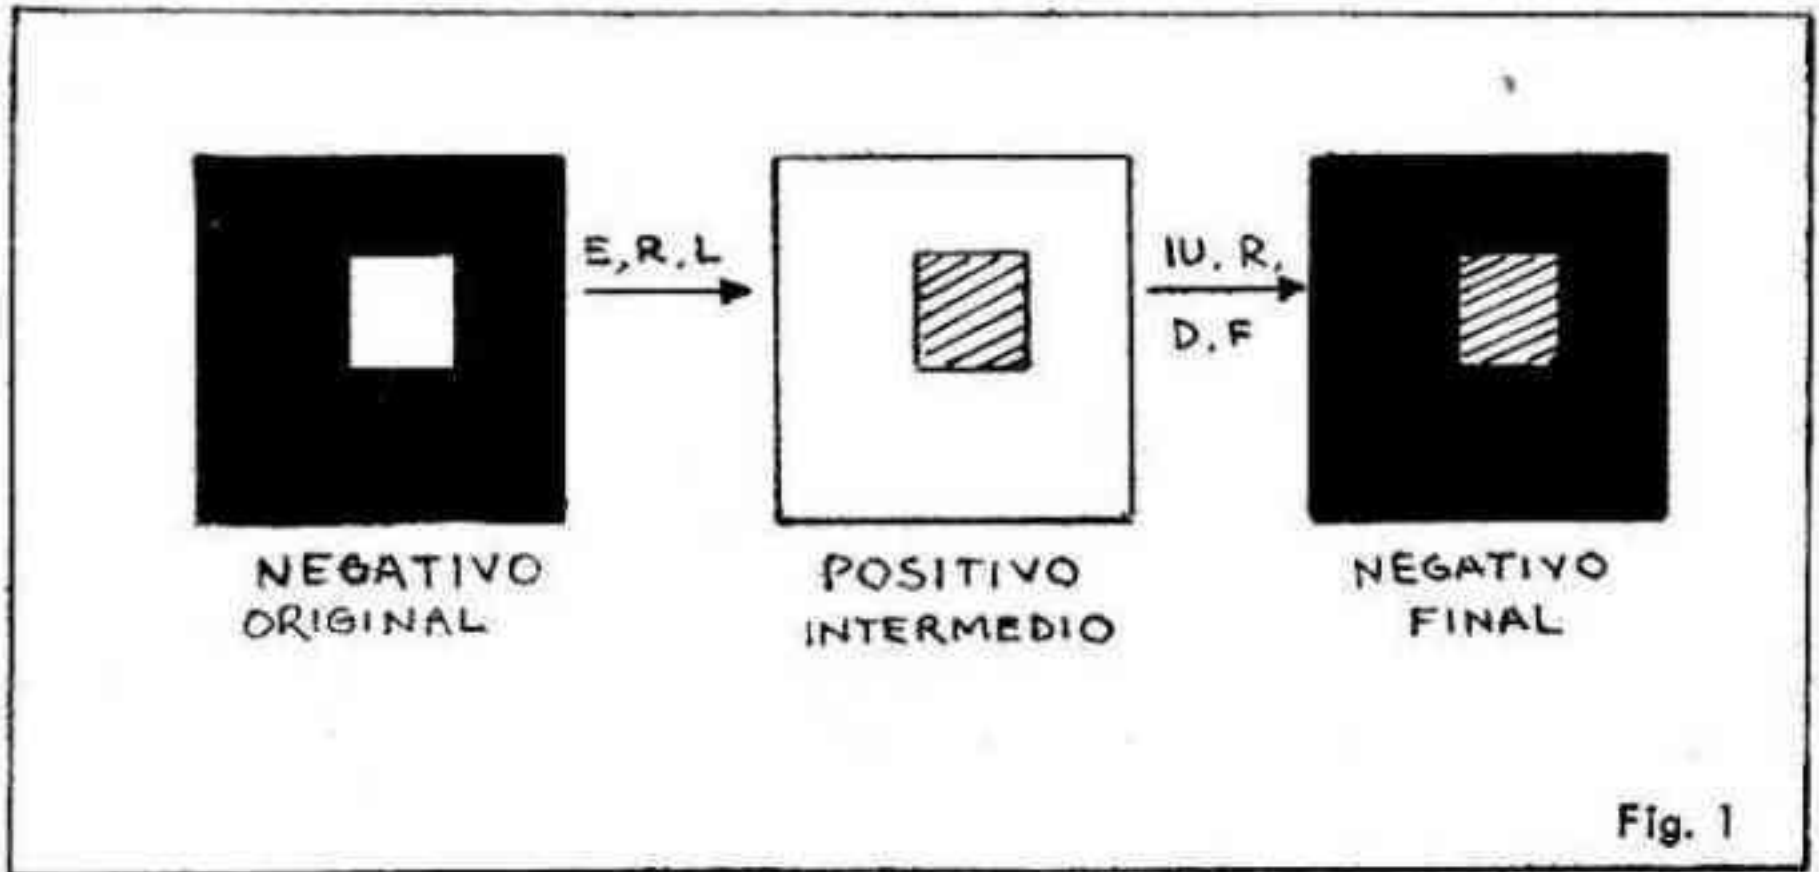 E,R.L
IU. R.
D.F
NEGATIVO
ORIGINAL
POSITIVO
INTERMEDIO
NEGATIVO
FINAL
Fig. 1